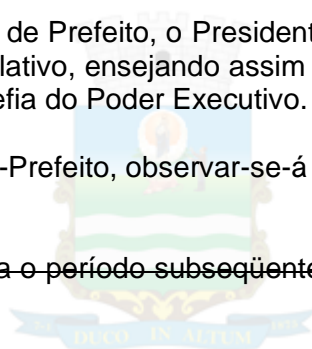 de Prefeito, o President
lativo, ensejando assim
efia do Poder Executivo.
-Prefeito, observar-se-á
a o período subseqüente
DUCO IN ALTUM